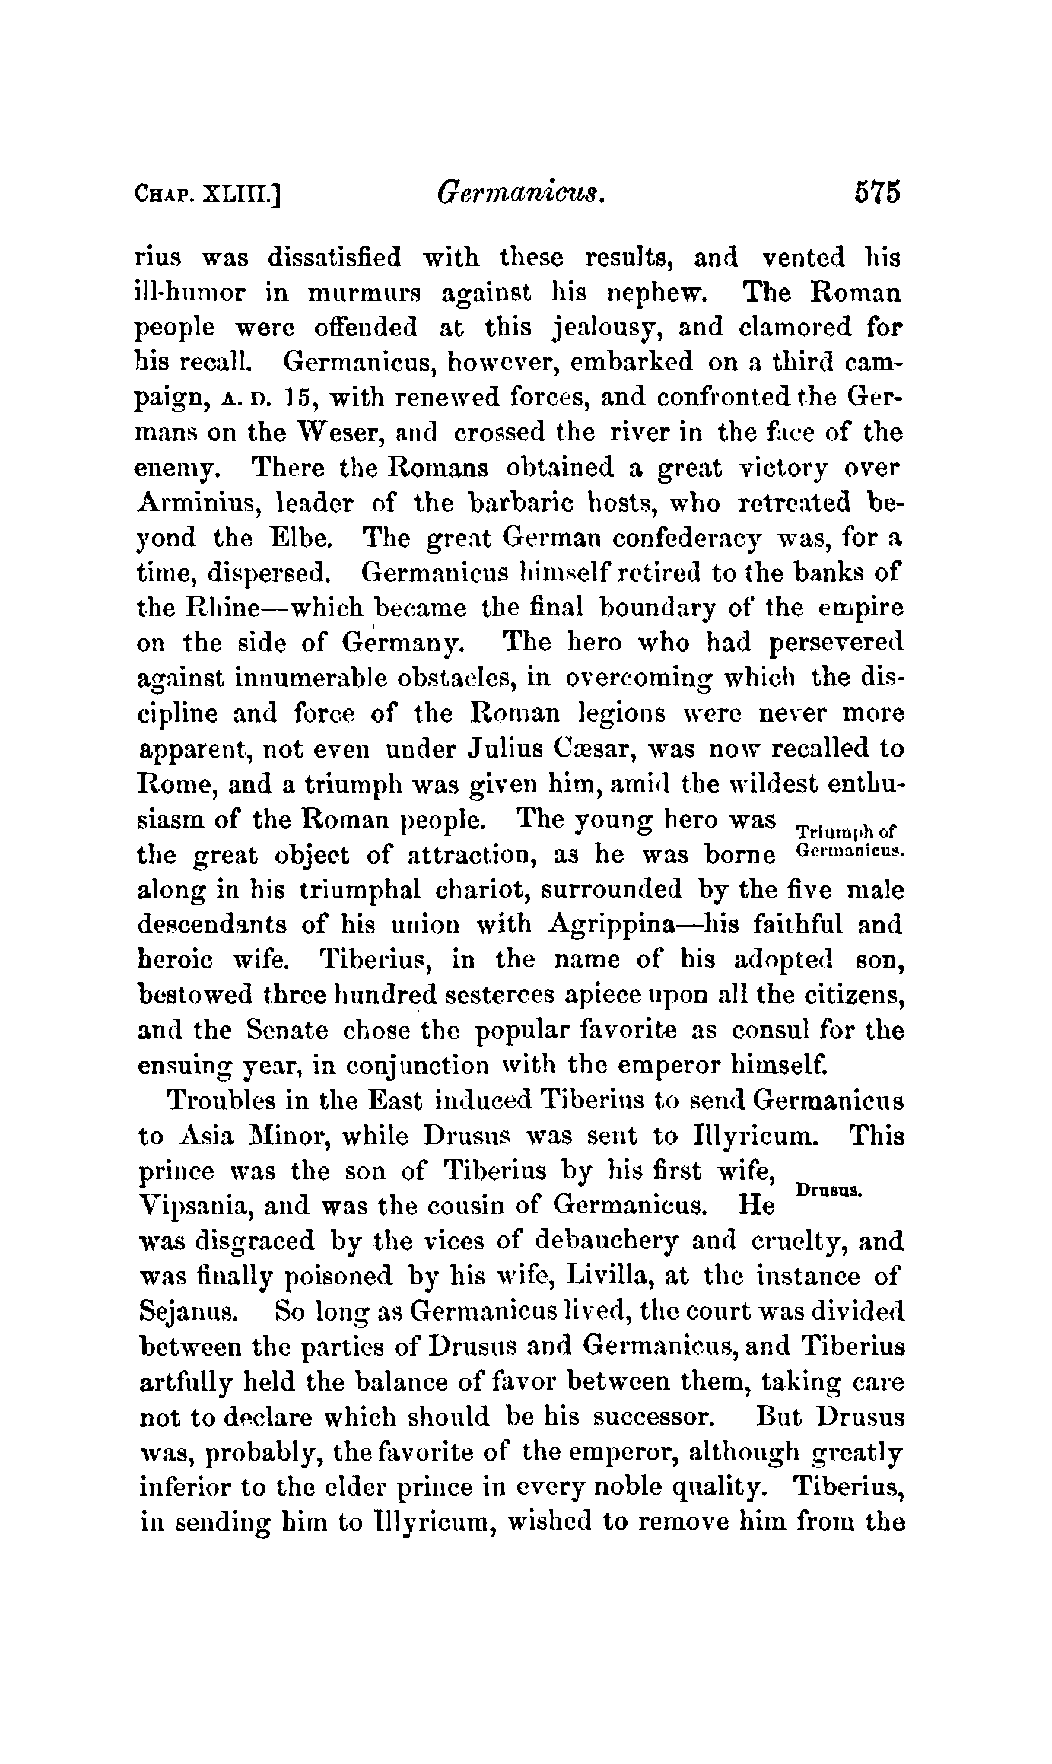 CHAP. XLIII.] Germanicus. 575
rius was dissatisfied with these results, and vented his
ill-humor in murmurs against his nephew. The Roman
people were offended at this jealousy, and clamored for
his recall. Germanicus, however, embarked on a third cam-
paign, A. D. 15, with renewed forces, and confronted the Ger-
mans on the Weser, and crossed the river in the face of the
enemy. There the Romans obtained a great victory over
Arminius, leader of the barbaric hosts, who retreated be-
yond the Elbe. The great German confederacy was, for a
time, dispersed. Germanicus himself retired to the banks of
the Rhine—which became the final boundary of the empire
on the side of Germany. The hero who had persevered
against innumerable obstacles, in overcoming which the dis-
cipline and force of the Roman legions were never more
apparent, not even under Julius Cæsar, was now recalled to
Rome, and a triumph was given him, amid the wildest enthu-
siasm of the Roman people. The young hero was
Triumph of
the great object of attraction, as he was borne
Germanicus.
along in his triumphal chariot, surrounded by the five male
descendants of his union with Agrippina—his faithful and
heroic wife. Tiberius, in the name of his adopted son,
bestowed three hundred sesterces apiece upon all the citizens,
and the Senate chose the popular favorite as consul for the
ensuing year, in conjunction with the emperor himself.
Troubles in the East induced Tiberius to send Germanicus
to Asia Minor, while Drusus was sent to Illyricum. This
prince was the son of Tiberius by his first wife,
Drusus.
Vipsania, and was the cousin of Germanicus. He
was disgraced by the vices of debauchery and cruelty, and
was finally poisoned by his wife, Livilla, at the instance of
Sejanus. So long as Germanicus lived, the court was divided
between the parties of Drusus and Germanicus, and Tiberius
artfully held the balance of favor between them, taking care
not to declare which should be his successor. But Drusus
was, probably, the favorite of the emperor, although greatly
inferior to the elder prince in every noble quality. Tiberius,
in sending him to Illyricum, wished to remove him from the